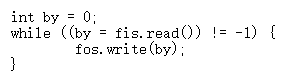 int by = 0;
while ((by = fis.read()) != -1) {
        fos.write(by);
}